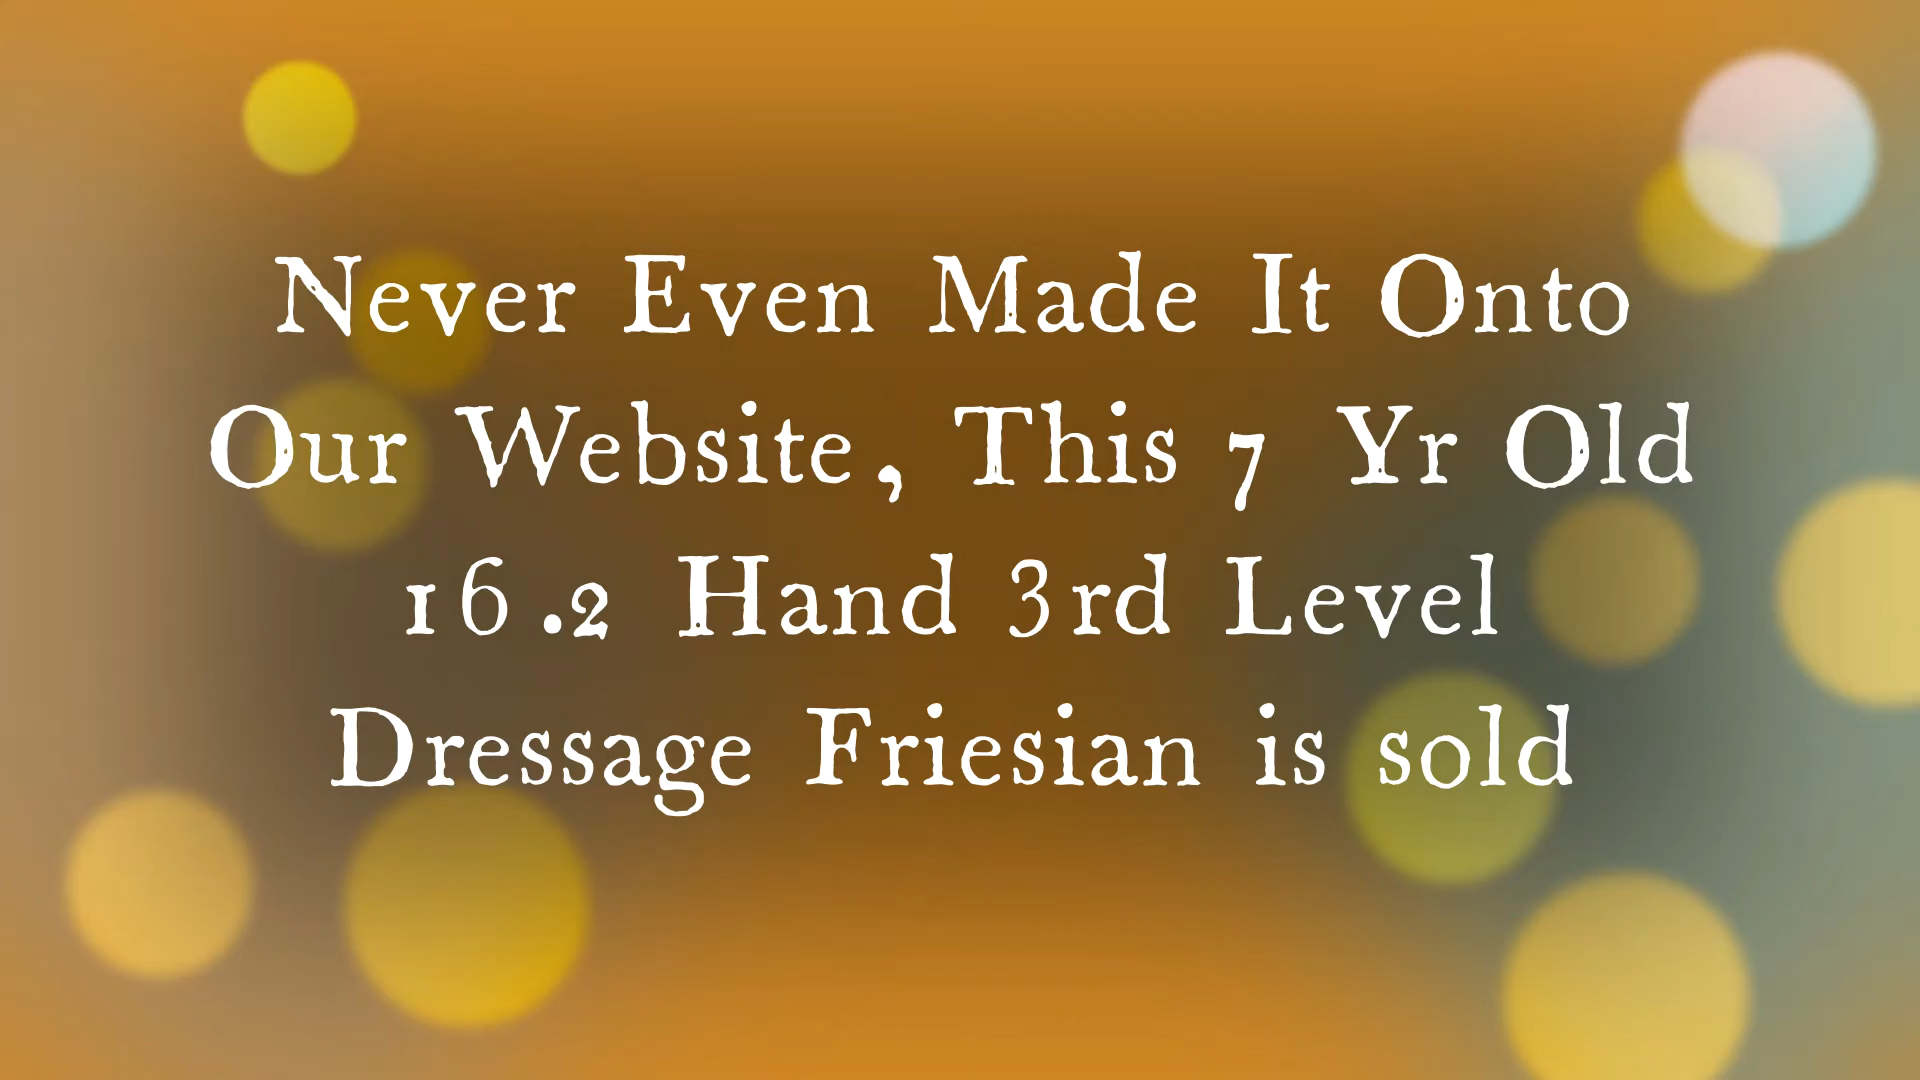 Never Even Made It Onto
Our Website, This 7 Yr Old
16.2 Hand 3rd Level
Dressage Friesian is sold